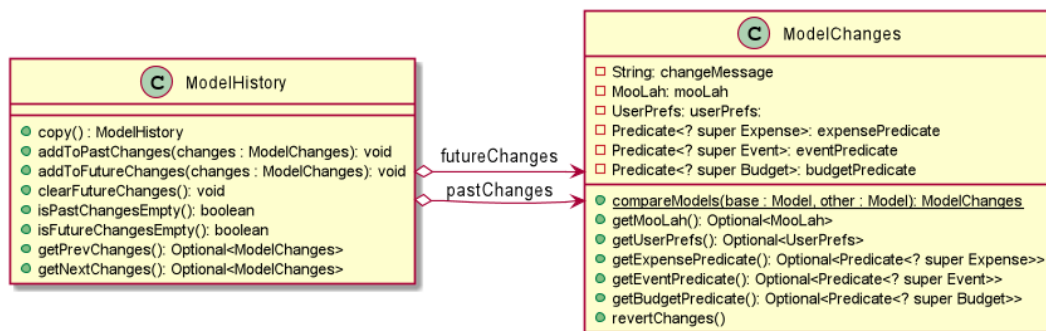 C ModelHistory
copy() : ModelHistory
addToPastChanges(changes : ModelChanges): void
addToFutureChanges(changes : ModelChanges): void
clearFutureChanges(): void
isPastChangesEmpty(): boolean
isFutureChangesEmpty(): boolean
getPrevChanges(): Optional<ModelChanges>
getNextChanges(): Optional<ModelChanges>
futureChanges
pastChanges
C ModelChanges
String: changeMessage
MooLah: mooLah
UserPrefs: userPrefs:
Predicate<? super Expense>: expensePredicate
Predicate<? super Event>: eventPredicate
Predicate<? super Budget>: budgetPredicate
compareModels(base : Model, other : Model): ModelChanges
getMooLah(): Optional<MooLah>
getUserPrefs(): Optional<UserPrefs>
getExpensePredicate(): Optional<Predicate<? super Expense>>
getEventPredicate(): Optional<Predicate<? super Event>>
getBudgetPredicate(): Optional<Predicate<? super Budget>>
revertChanges()